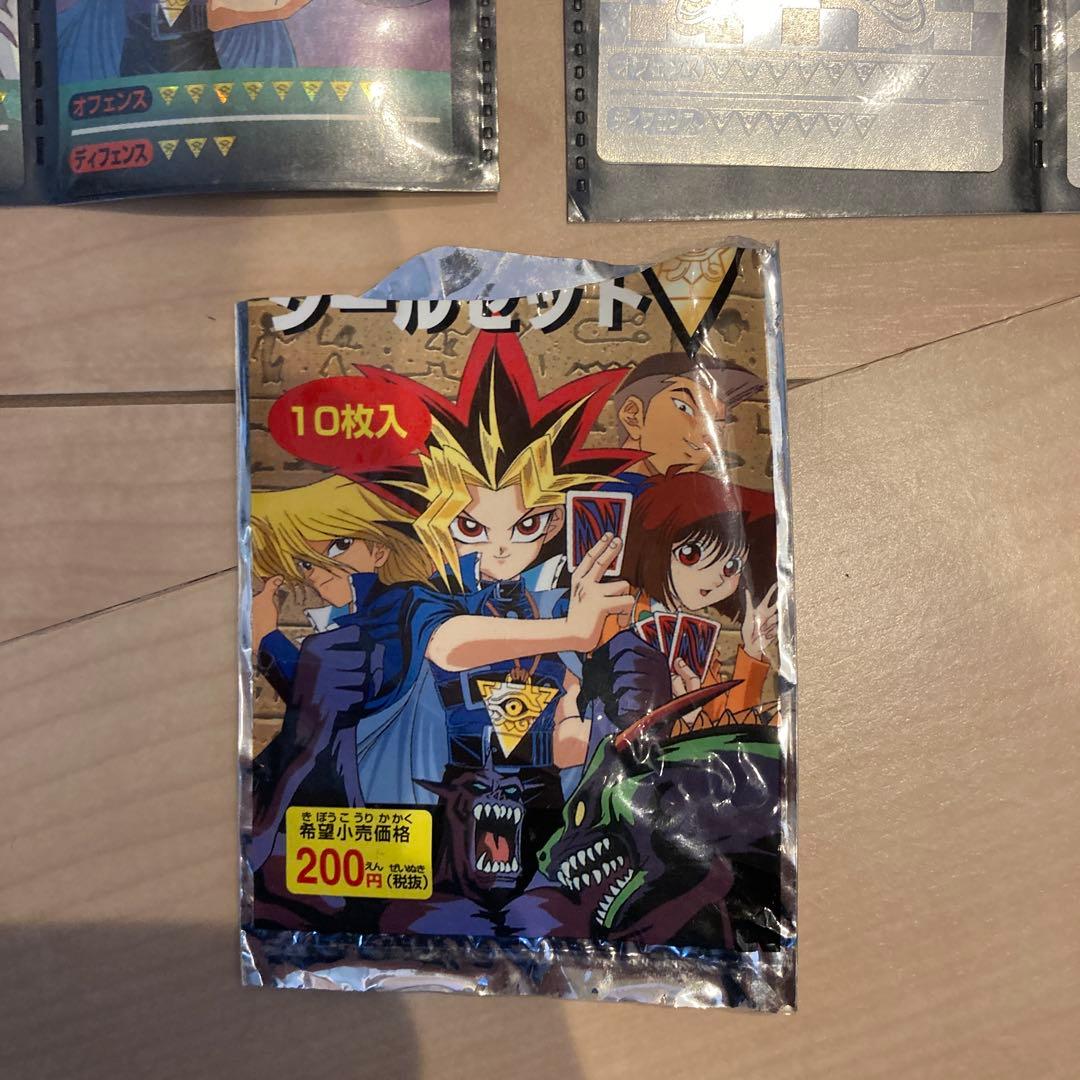 オフェンス
ディフェンス
オフェンス
ディフェンス
シールセット
10枚入
きぼうこうりかかく
希望小売価格
えん ぜいぬき
200円(税抜)